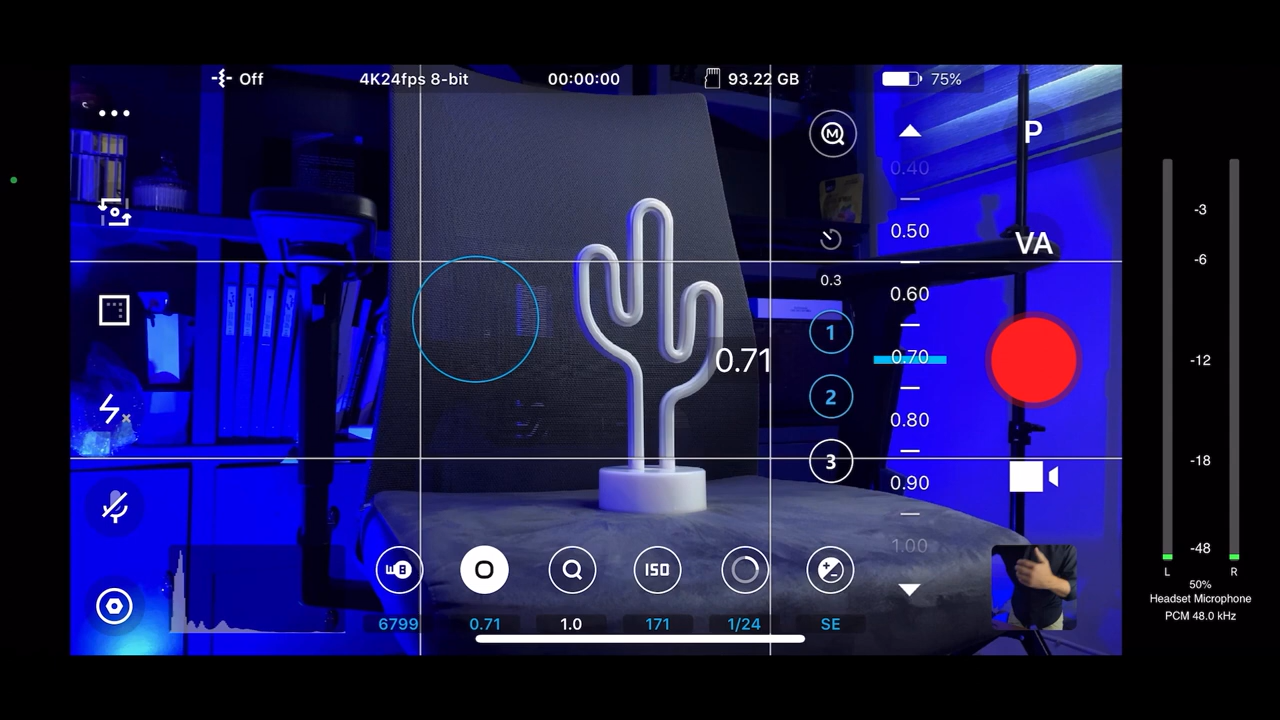 Off
4K24fps 8-bit
00:00:00
93.22 GB
75%
M
P
0.40
0.50
VA
0.3
0.60
1
0.71
0.70
2
0.80
3
0.90
1.00
WB
ISO
6799
0.71
1.0
171
1/24
SE
-3
-6
-12
-18
-48
L
R
50%
Headset Microphone
PCM 48.0 kHz